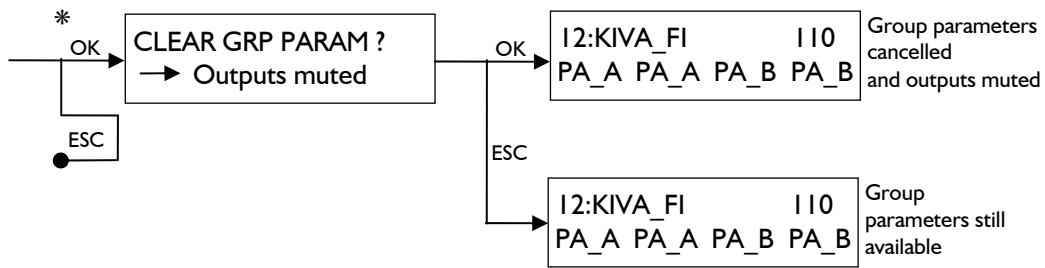 *
OK
CLEAR GRP PARAM ?
→ Outputs muted
ESC
OK
12:KIVA_FI 110
PA_A PA_A PA_B PA_B
Group parameters
cancelled
and outputs muted
ESC
12:KIVA_FI 110
PA_A PA_A PA_B PA_B
Group
parameters still
available